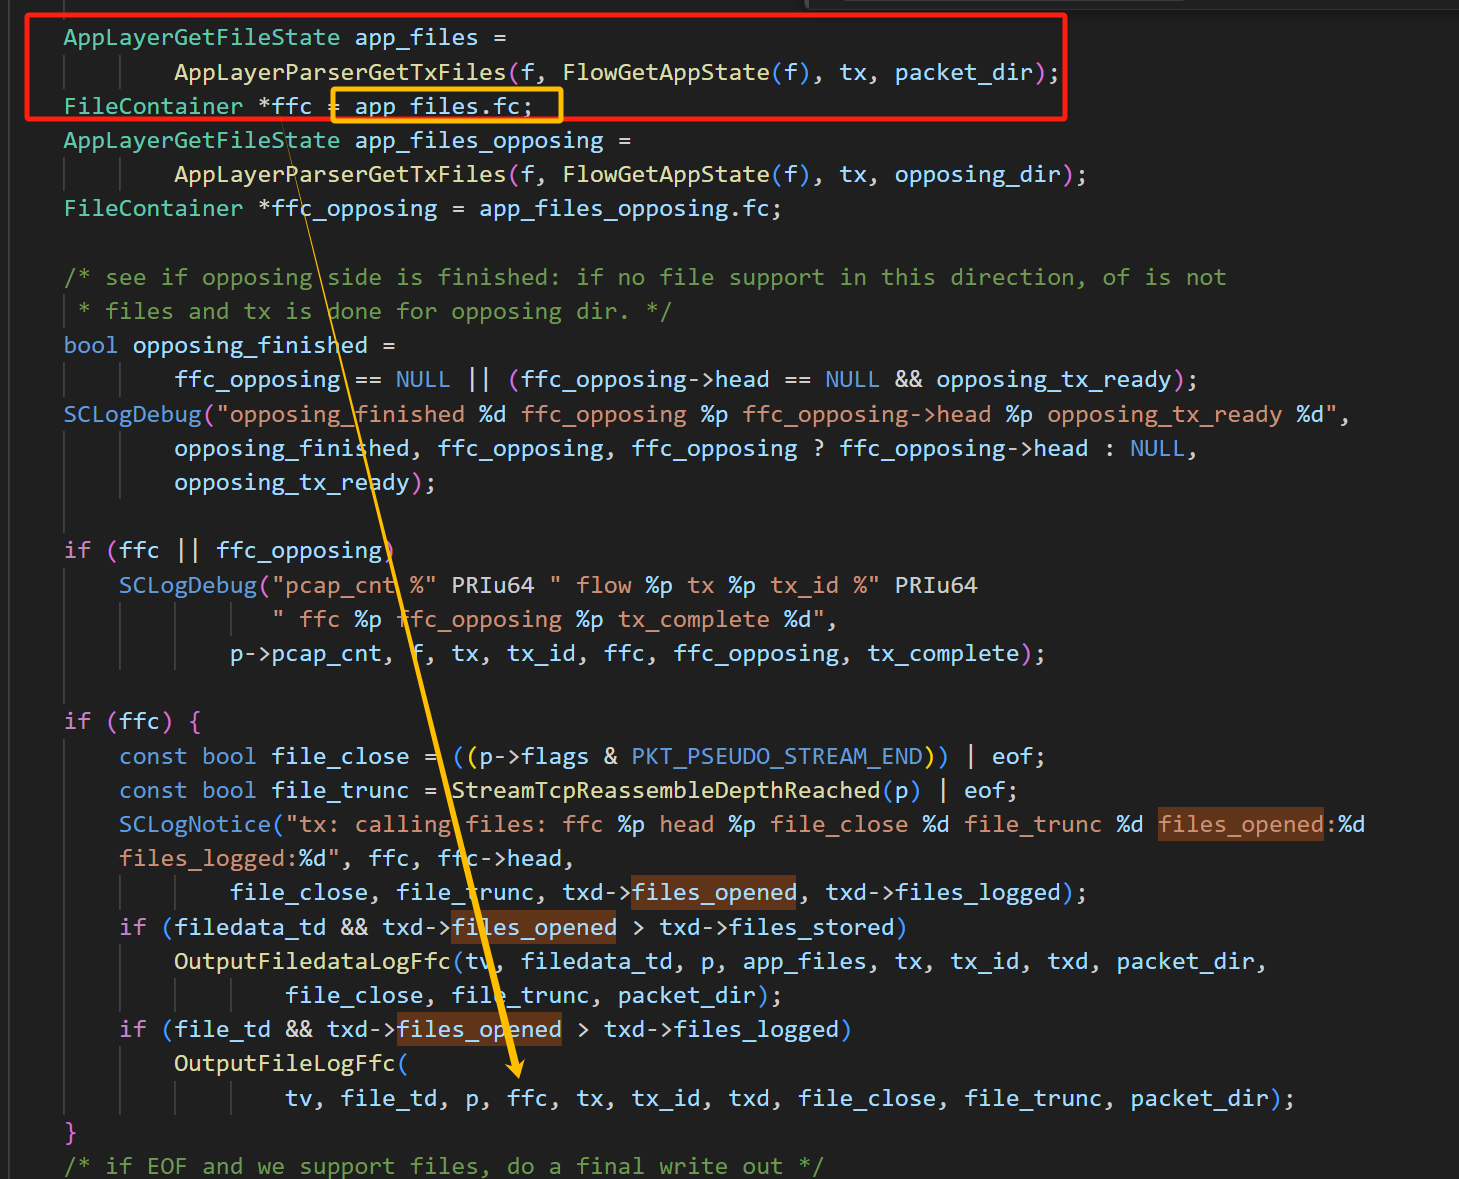 AppLayerGetFileState app_files =
AppLayerParserGetTxFiles(f, FlowGetAppState(f), tx, packet_dir);
FileContainer *ffc = app_files.fc;
AppLayerGetFileState app_files_opposing =
AppLayerParserGetTxFiles(f, FlowGetAppState(f), tx, opposing_dir);
FileContainer *ffc_opposing = app_files_opposing.fc;
/* see if opposing side is finished: if no file support in this direction, of is not
* files and tx is done for opposing dir. */
bool opposing_finished =
ffc_opposing == NULL || (ffc_opposing->head == NULL && opposing_tx_ready);
SCLogDebug("opposing_finished %d ffc_opposing %p ffc_opposing->head %p opposing_tx_ready %d",
opposing_finished, ffc_opposing, ffc_opposing ? ffc_opposing->head : NULL,
opposing_tx_ready);
if (ffc || ffc_opposing)
SCLogDebug("pcap_cnt %" PRIu64 " flow %p tx %p tx_id %" PRIu64
" ffc %p ffc_opposing %p tx_complete %d",
p->pcap_cnt, f, tx, tx_id, ffc, ffc_opposing, tx_complete);
if (ffc) {
const bool file_close = ((p->flags & PKT_PSEUDO_STREAM_END)) | eof;
const bool file_trunc = StreamTcpReassembleDepthReached(p) | eof;
SCLogNotice("tx: calling files: ffc %p head %p file_close %d file_trunc %d files_opened:%d
files_logged:%d", ffc, ffc->head,
file_close, file_trunc, txd->files_opened, txd->files_logged);
if (filedata_td && txd->files_opened > txd->files_stored)
OutputFiledataLogFfc(tv, filedata_td, p, app_files, tx, tx_id, txd, packet_dir,
file_close, file_trunc, packet_dir);
if (file_td && txd->files_opened > txd->files_logged)
OutputFileLogFfc(
tv, file_td, p, ffc, tx, tx_id, txd, file_close, file_trunc, packet_dir);
}
/* if EOF and we support files, do a final write out */